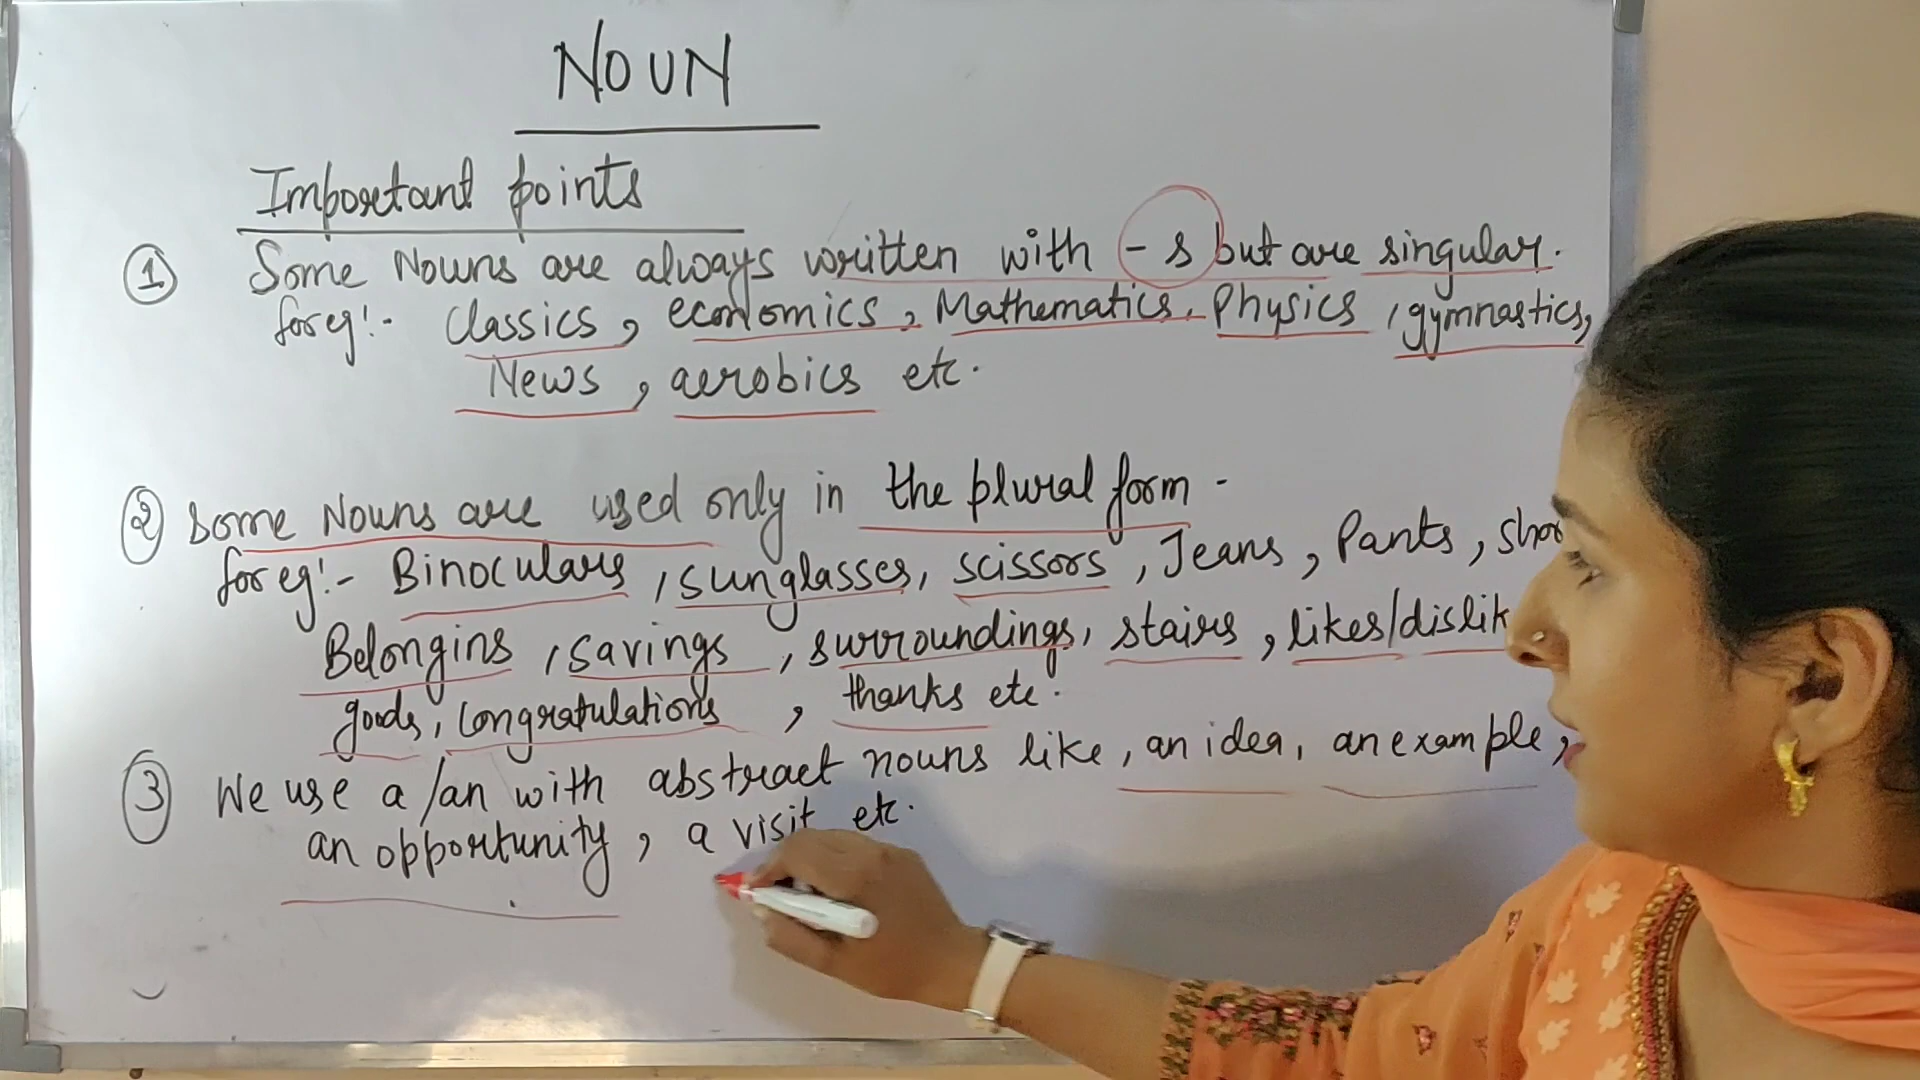 NOUN
Important points
① Some Nouns are always written with -s but are singular.
for eg:- Classics, economics, Mathematics, Physics, gymnastics,
News, aerobics etc.
② Some Nouns are used only in the plural form -
for eg:- Binoculars, sunglasses, scissors, Jeans, Pants,
Belongins, savings, surroundings, stairs, likes/
goods, congratulations, thanks etc.
③ We use a/an with abstract nouns like, an idea, an example,
an opportunity, a visit etc.